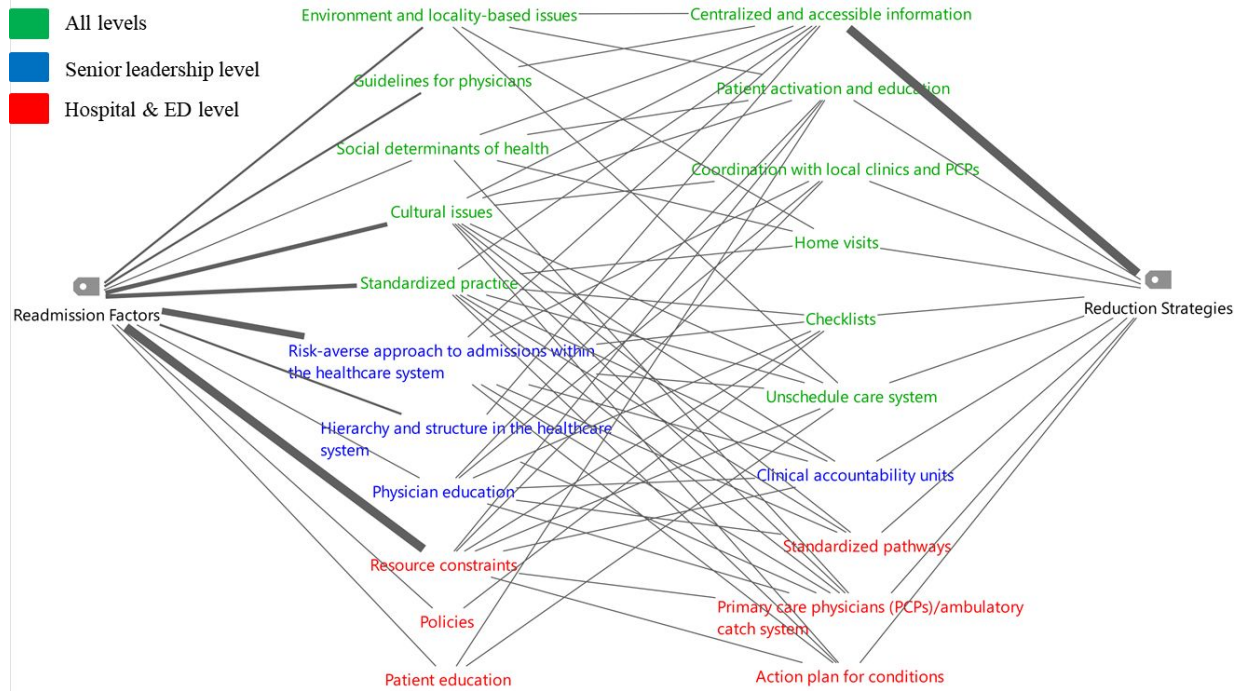 All levels
Senior leadership level
Hospital & ED level
Environment and locality-based issues
Guidelines for physicians
Social determinants of health
Cultural issues
Standardized practice
Readmission Factors
Risk-averse approach to admissions within
the healthcare system
Hierarchy and structure in the healthcare
system
Physician education
Resource constraints
Policies
Patient education
Centralized and accessible information
Patient activation and education
Coordination with local clinics and PCPs
Home visits
Checklists
Unschedule care system
Clinical accountability units
Standardized pathways
Primary care physicians (PCPs)/ambulatory
catch system
Action plan for conditions
Reduction Strategies